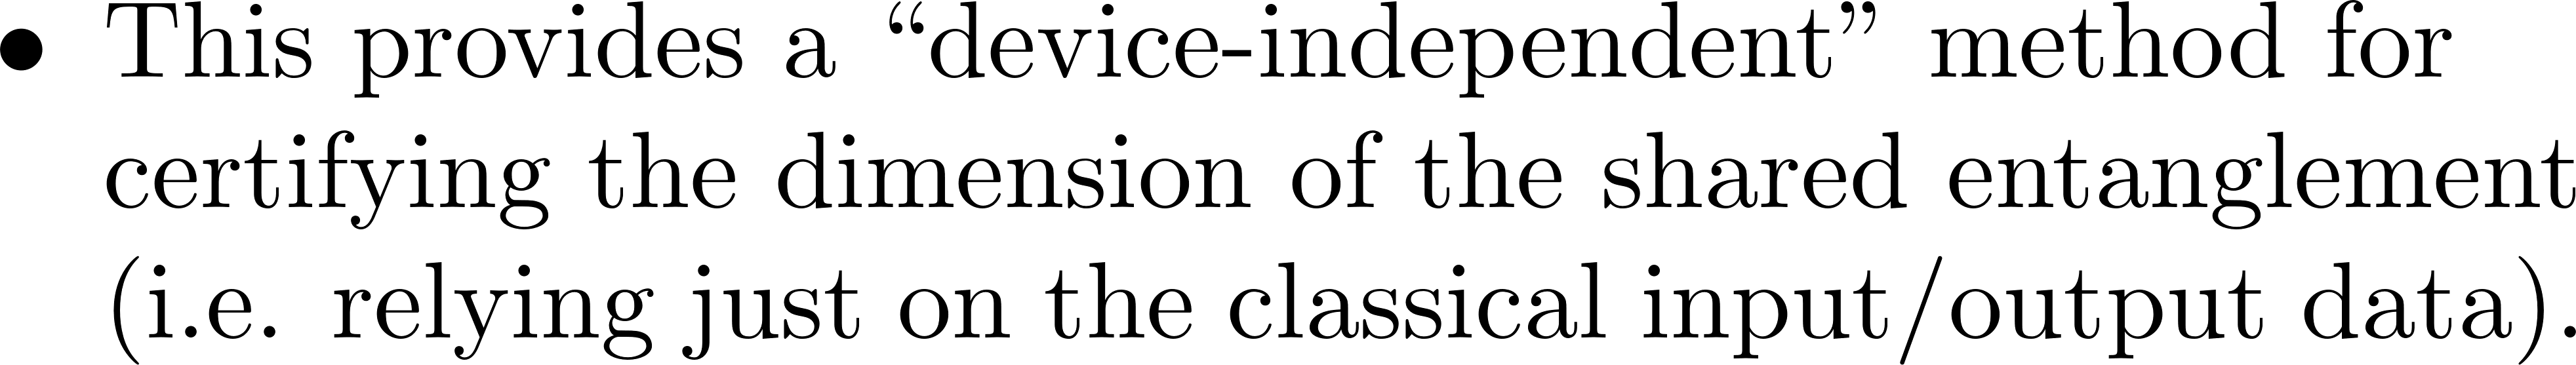 • This provides a “device-independent” method for
certifying the dimension of the shared entanglement
(i.e. relying just on the classical input/output data).